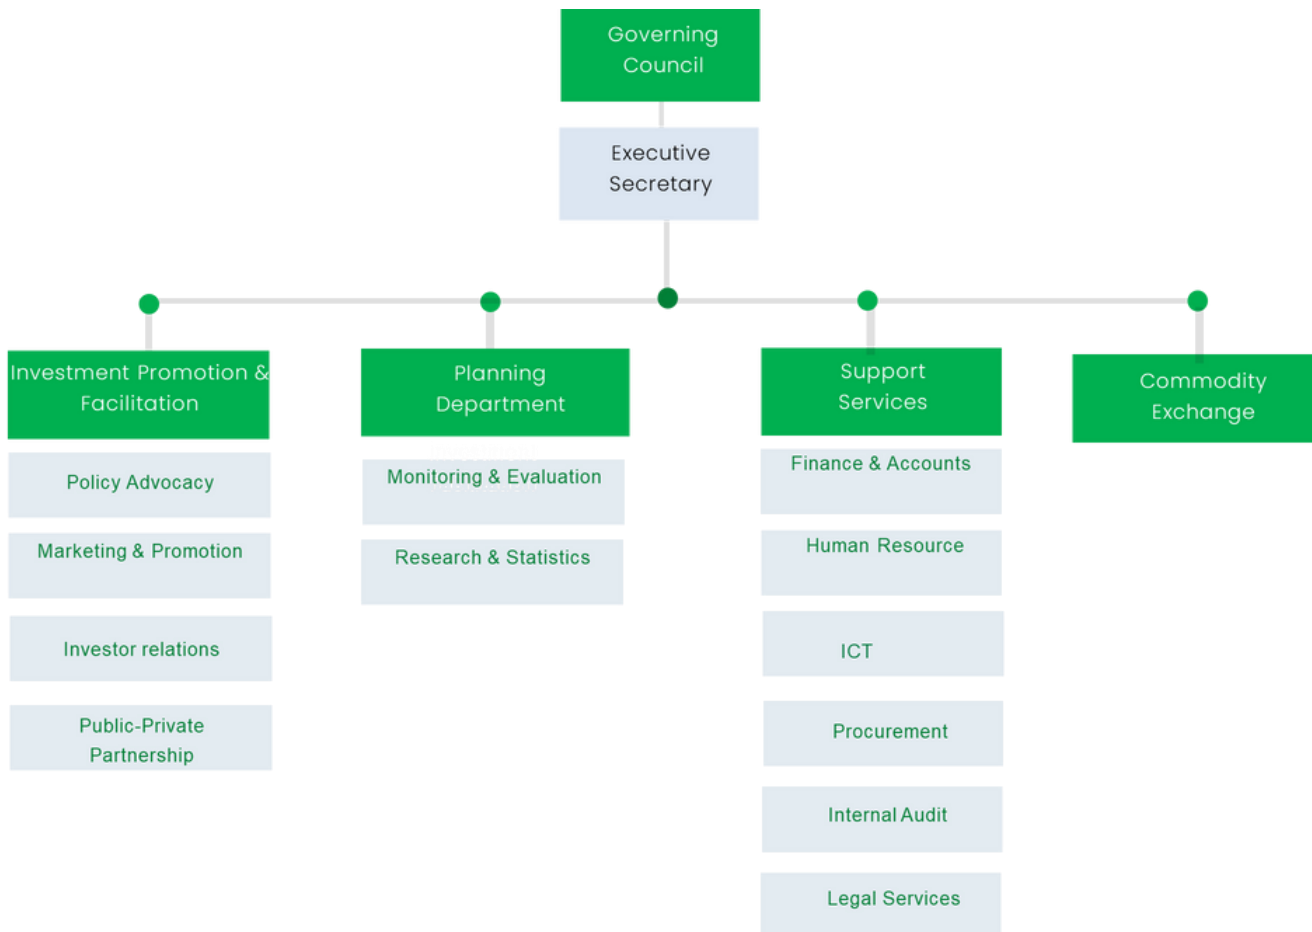 Governing
Council
Executive
Secretary
Investment Promotion &
Facilitation
Policy Advocacy
Marketing & Promotion
Investor relations
Public-Private
Partnership
Planning
Department
Monitoring & Evaluation
Research & Statistics
Support
Services
Finance & Accounts
Human Resource
ICT
Procurement
Internal Audit
Legal Services
Commodity
Exchange